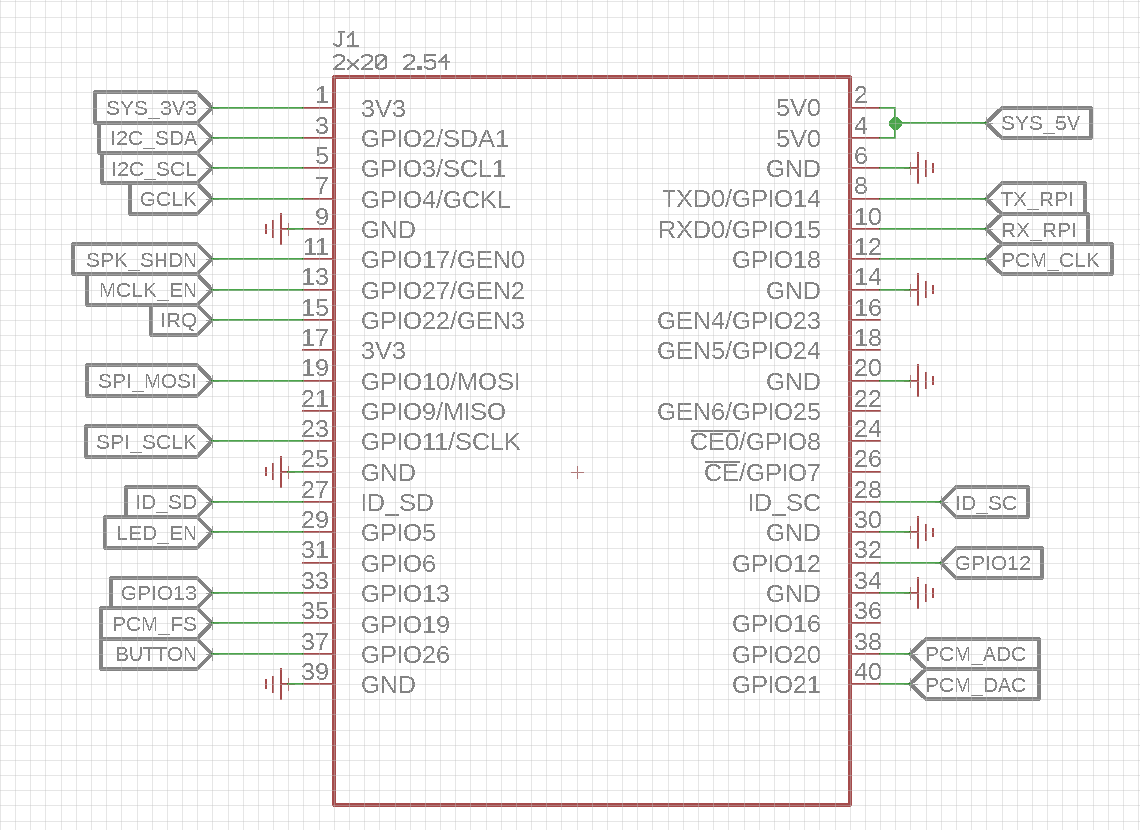 J1
2x20 2.54
SYS_3V3 1 3V3 5V0 2
I2C_SDA 3 GPIO2/SDA1 5V0 4 SYS_5V
I2C_SCL 5 GPIO3/SCL1 GND 6
GCLK 7 GPIO4/GCKL TXD0/GPIO14 8 TX_RPI
9 GND RXD0/GPIO15 10 RX_RPI
SPK_SHDN 11 GPIO17/GEN0 GPIO18 12 PCM_CLK
MCLK_EN 13 GPIO27/GEN2 GND 14
IRQ 15 GPIO22/GEN3 GEN4/GPIO23 16
17 3V3 GEN5/GPIO24 18
SPI_MOSI 19 GPIO10/MOSI GND 20
21 GPIO9/MISO GEN6/GPIO25 22
SPI_SCLK 23 GPIO11/SCLK CE0/GPIO8 24
25 GND CE/GPIO7 26
ID_SD 27 ID_SD ID_SC 28 ID_SC
LED_EN 29 GPIO5 GND 30
31 GPIO6 GPIO12 32 GPIO12
GPIO13 33 GPIO13 GND 34
PCM_FS 35 GPIO19 GPIO16 36
BUTTON 37 GPIO26 GPIO20 38 PCM_ADC
39 GND GPIO21 40 PCM_DAC